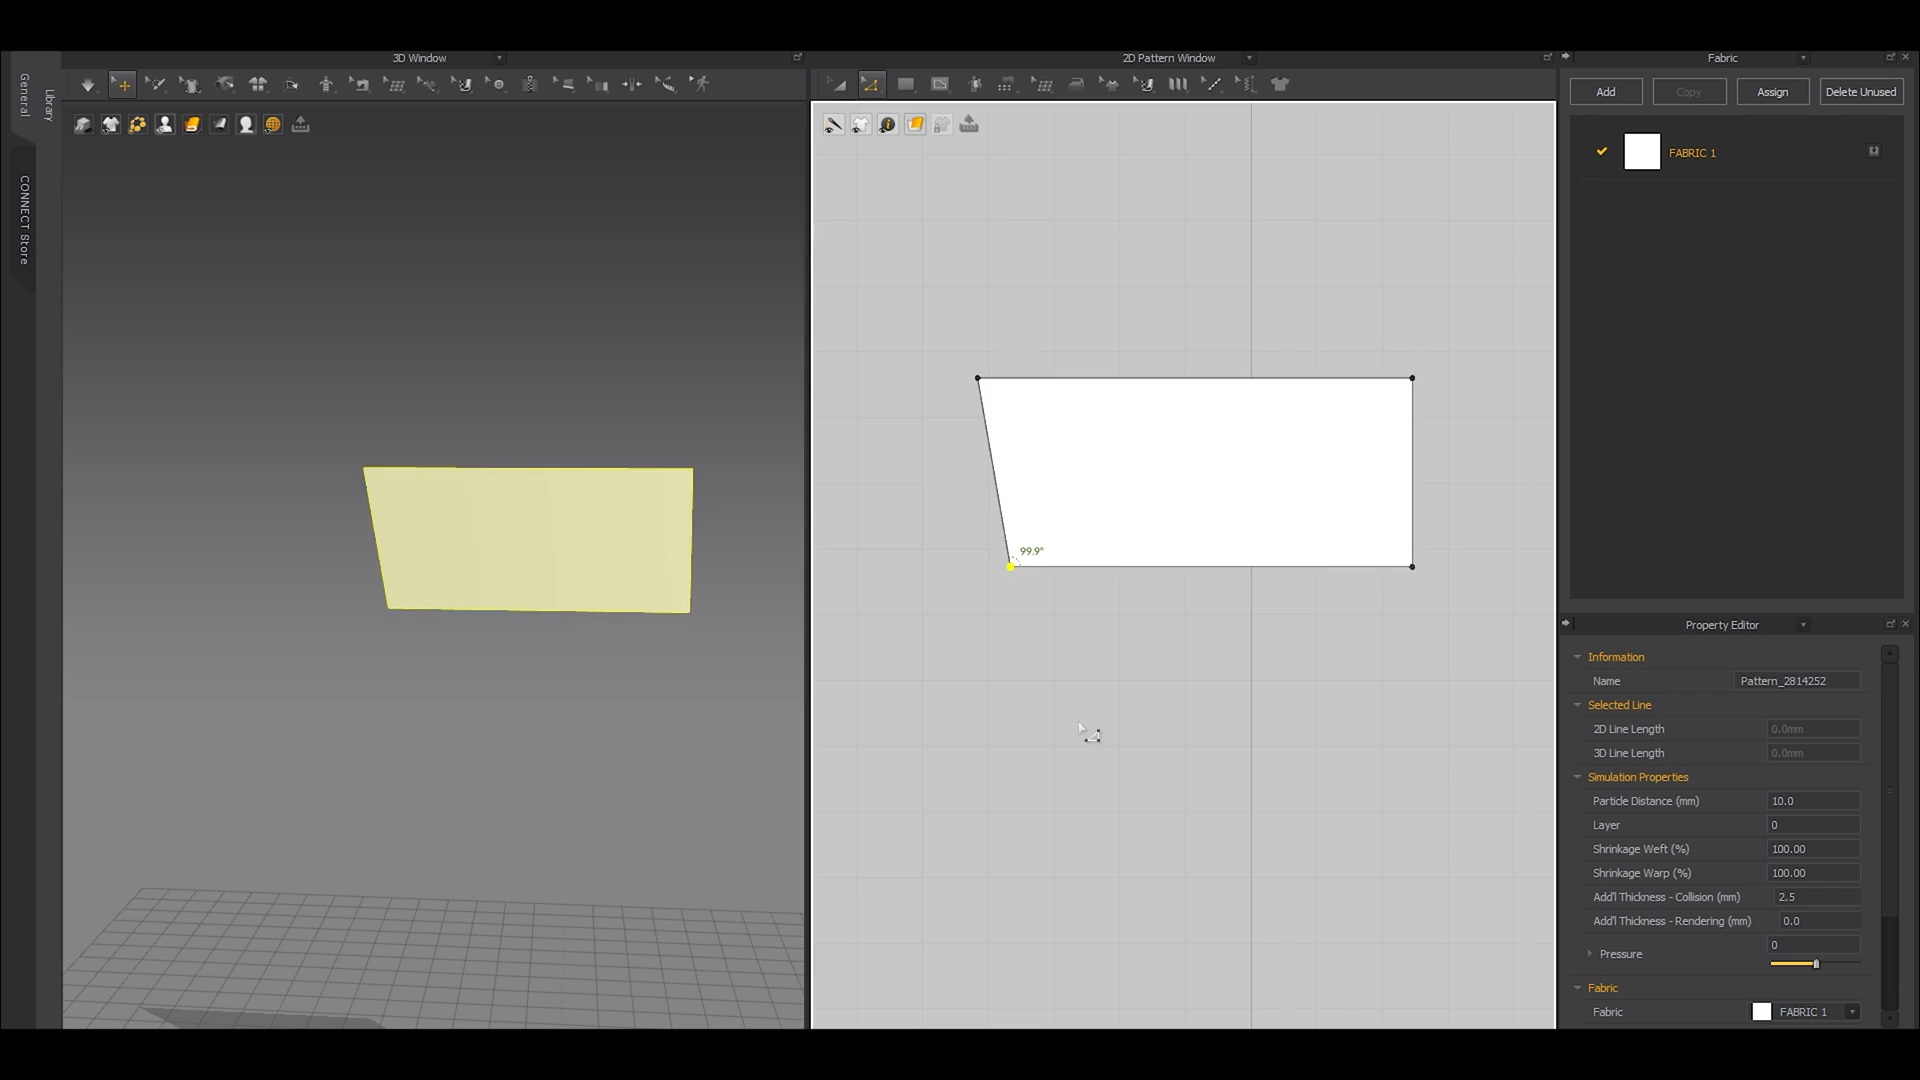 3D Window
2D Pattern Window
Fabric
General
Library
CONNECT Store
Add
Copy
Assign
Delete Unused
FABRIC 1
99.9°
Property Editor
Information
Name
Pattern_2814252
Selected Line
2D Line Length
0.0mm
3D Line Length
0.0mm
Simulation Properties
Particle Distance (mm)
10.0
Layer
0
Shrinkage Weft (%)
100.00
Shrinkage Warp (%)
100.00
Add'l Thickness - Collision (mm)
2.5
Add'l Thickness - Rendering (mm)
0.0
Pressure
0
Fabric
Fabric
FABRIC 1